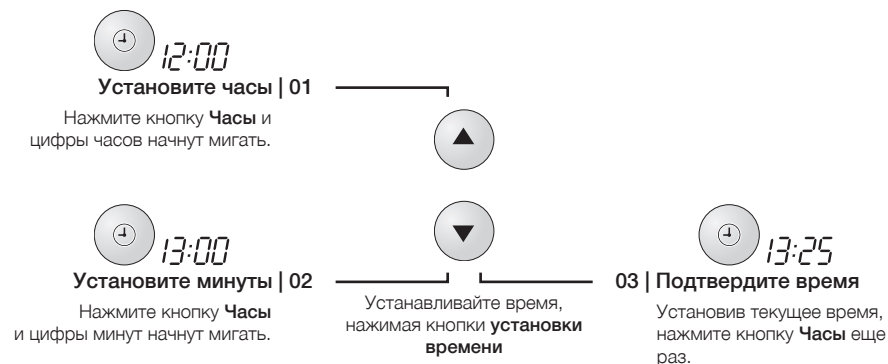 12:00
Установите часы | 01
Нажмите кнопку Часы и
цифры часов начнут мигать.
13:00
Установите минуты | 02
Нажмите кнопку Часы
и цифры минут начнут мигать.
Устанавливайте время,
нажимая кнопки установки
времени
13:25
03 | Подтвердите время
Установив текущее время,
нажмите кнопку Часы еще
раз.